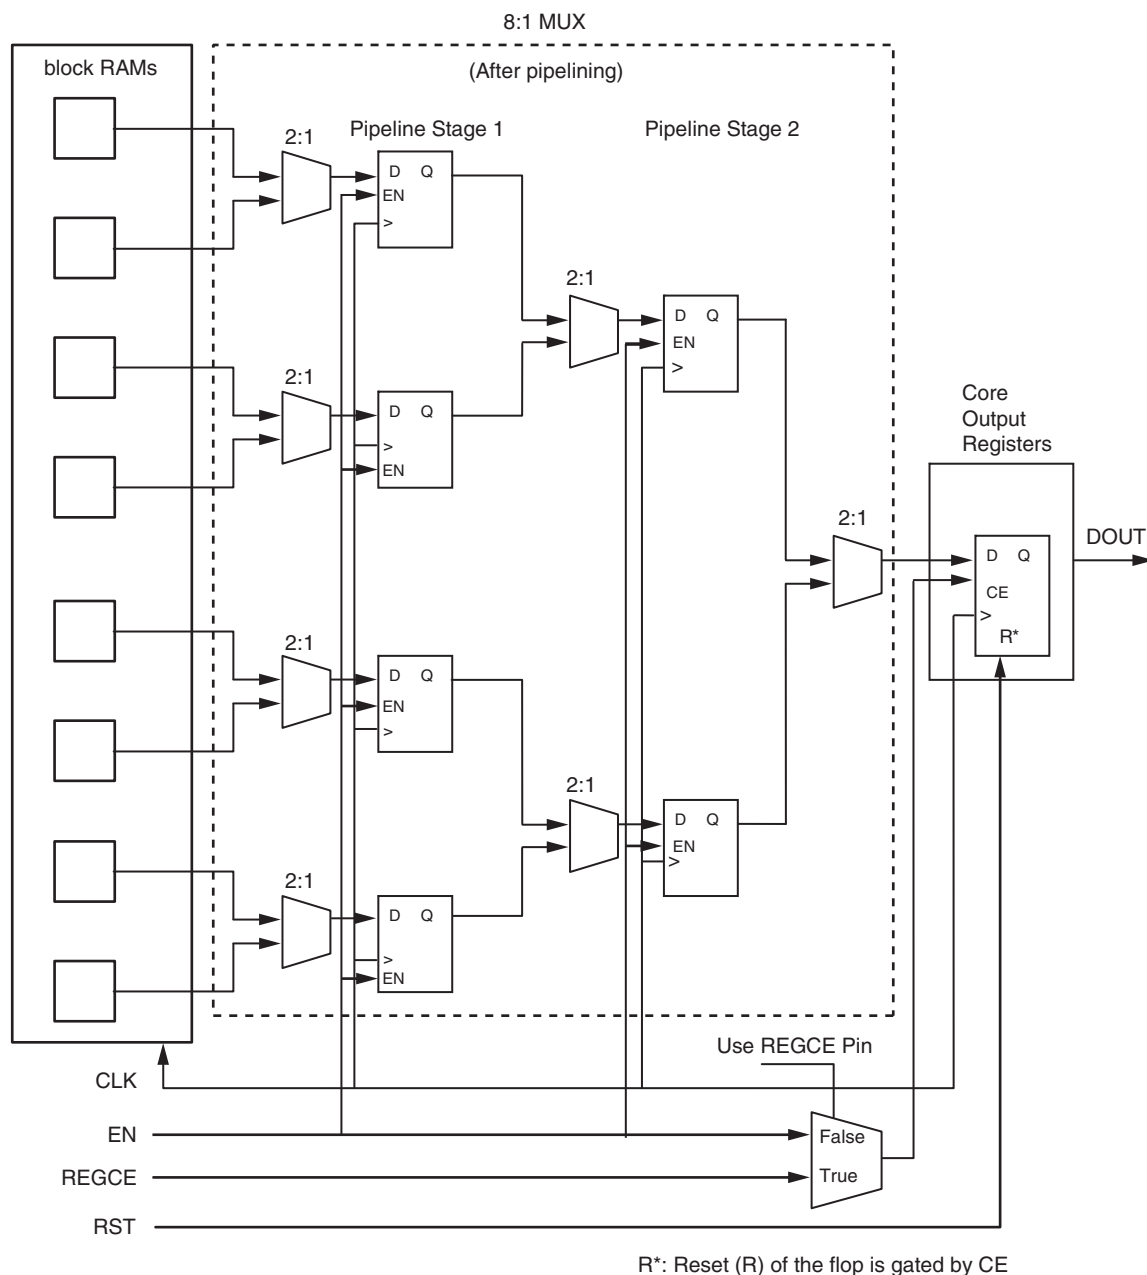 8:1 MUX
block RAMs
(After pipelining)
Pipeline Stage 1
Pipeline Stage 2
2:1
D Q
EN
>
2:1
D Q
EN
>
2:1
D Q
>
EN
Core
Output
Registers
2:1
DOUT
D Q
CE
>
R*
2:1
D Q
EN
>
2:1
D Q
EN
>
2:1
D Q
>
EN
Use REGCE Pin
CLK
EN
False
REGCE
True
RST
R*: Reset (R) of the flop is gated by CE